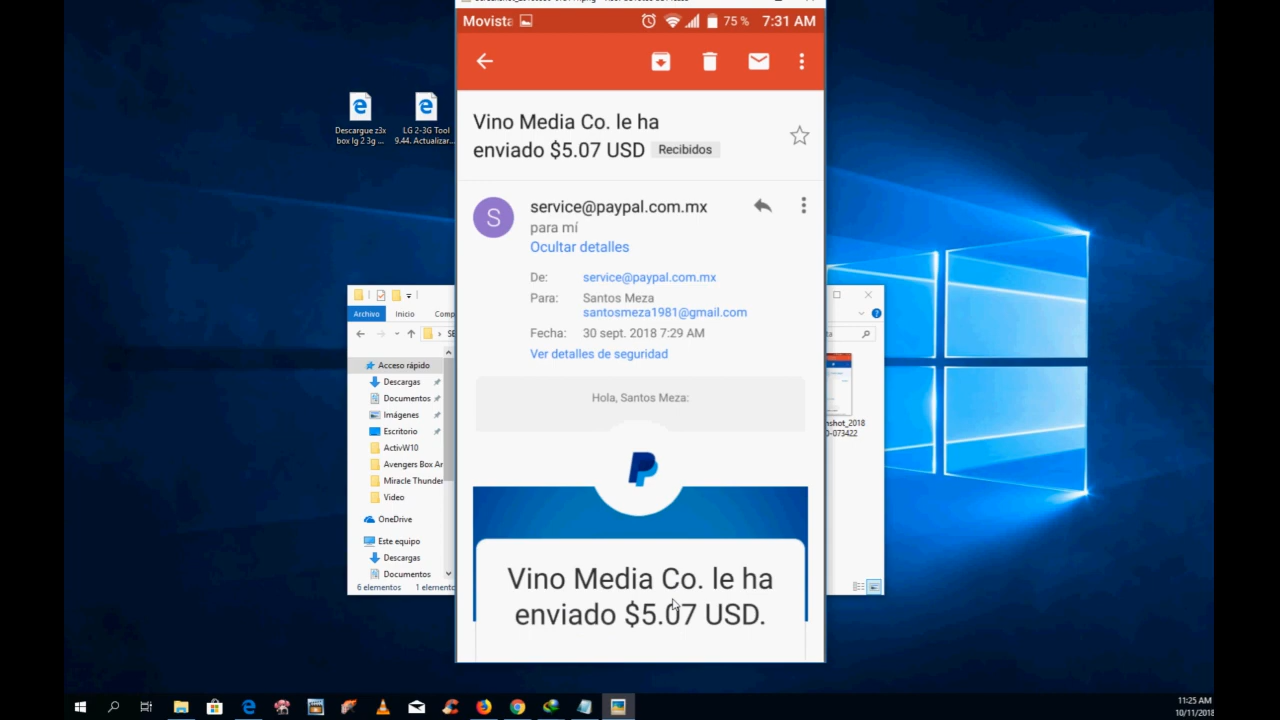 Movista
75 %
7:31 AM
Vino Media Co. le ha
enviado $5.07 USD
Recibidos
S
service@paypal.com.mx
para mí
Ocultar detalles
De: service@paypal.com.mx
Para: Santos Meza
santosmeza1981@gmail.com
Fecha: 30 sept. 2018 7:29 AM
Ver detalles de seguridad
Hola, Santos Meza:
Vino Media Co. le ha
enviado $5.07 USD.
Descargue z3x
box lg 2 3g ...
LG 2-3G Tool
9.44. Actualizar...
Archivo
Inicio
Comp
Acceso rápido
Descargas
Documentos
Imágenes
Escritorio
ActivW10
Avengers Box Ar
Miracle Thunder
Video
OneDrive
Este equipo
Descargas
Documentos
6 elementos
1 elemento
nshot_2018
0-073422
11:25 AM
10/11/2018